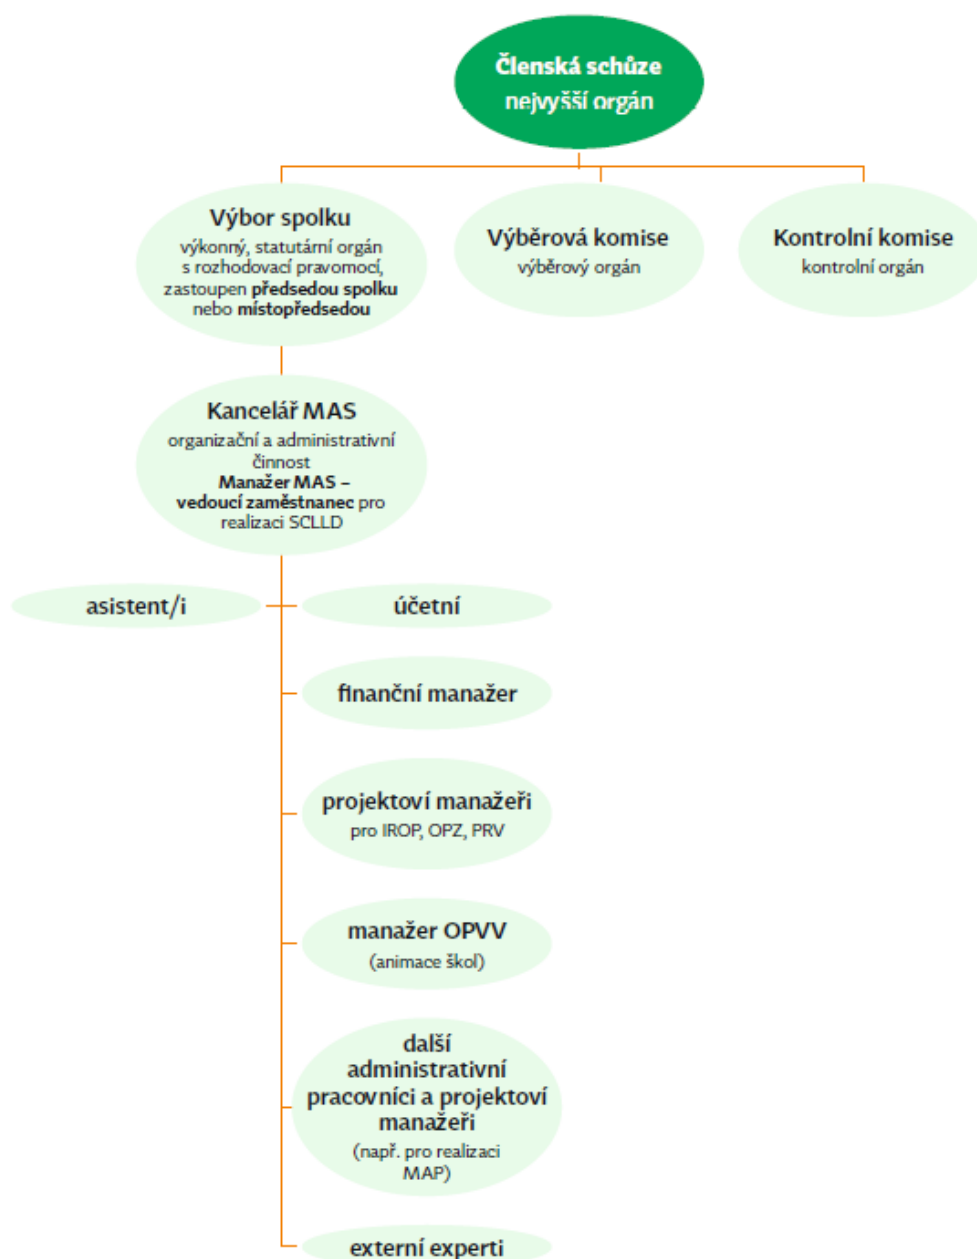 Členská schůze
nejvyšší orgán
Výbor spolku
výkonný, statutární orgán
s rozhodovací pravomocí,
zastoupen předsedou spolku
nebo místopředsedou
Výběrová komise
výběrový orgán
Kontrolní komise
kontrolní orgán
Kancelář MAS
organizační a administrativní
činnost
Manažer MAS –
vedoucí zaměstnanec pro
realizaci SCLLD
asistent/i
účetní
finanční manažer
projektoví manažeři
pro IROP, OPZ, PRV
manažer OPVV
(animace škol)
další
administrativní
pracovníci a projektoví
manažeři
(např. pro realizaci
MAP)
externí experti